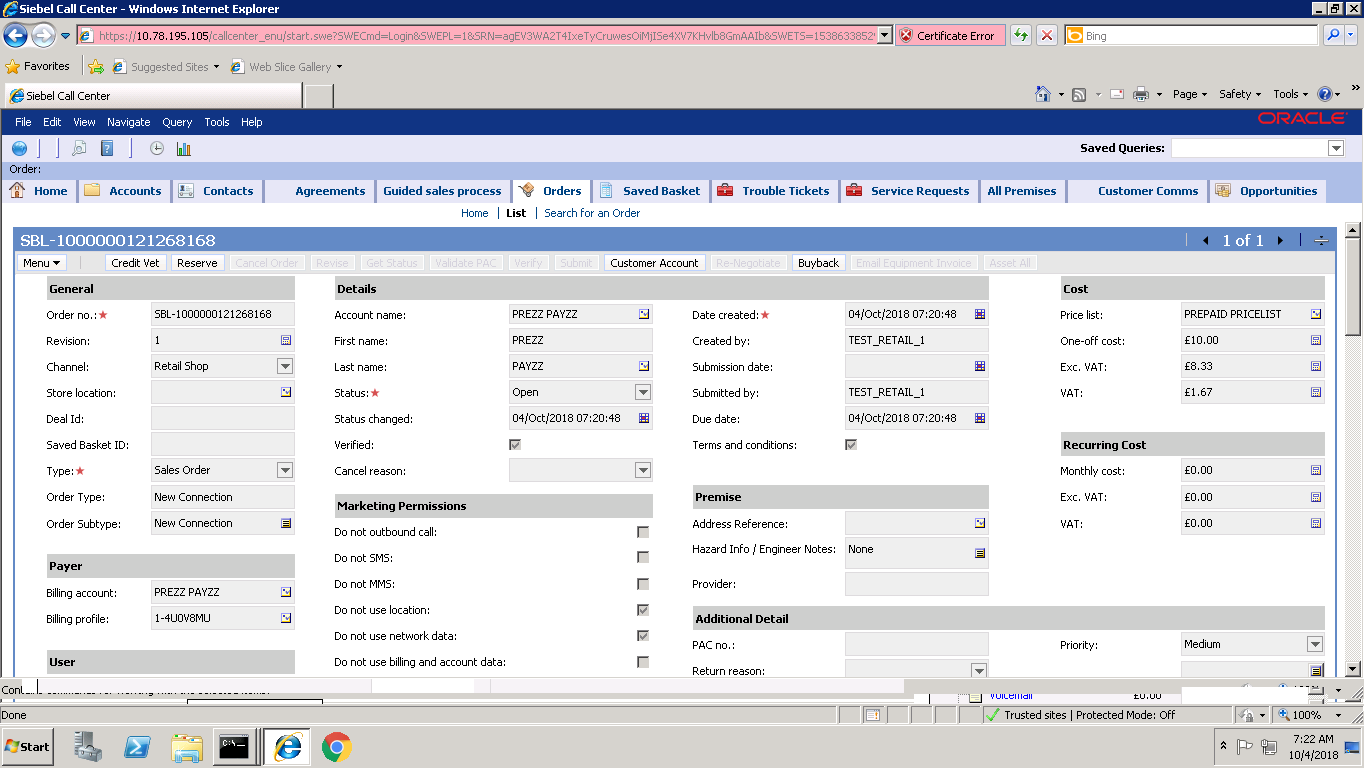 Siebel Call Center - Windows Internet Explorer
https://10.78.195.105/callcenter_enu/start.swe?SWECmd=Login&SWEPL=1&SRN=agEV3WA2T4IxeTyCruwesOiMjISe4XV7KHvlb8GmAAIb&SWETS=1538633852 Certificate Error Bing
Favorites Suggested Sites Web Slice Gallery
Siebel Call Center Page Safety Tools
File Edit View Navigate Query Tools Help ORACLE
Saved Queries:
Order:
Home Accounts Contacts Agreements Guided sales process Orders Saved Basket Trouble Tickets Service Requests All Premises Customer Comms Opportunities
Home List Search for an Order
SBL-1000000121268168 1 of 1
Menu Credit Vet Reserve Cancel Order Revise Get Status Validate PAC Verify Submit Customer Account Re-Negotiate Buyback Email Equipment Invoice Asset All
General Details Cost
Order no.:★ SBL-1000000121268168 Account name: PREZZ PAYZZ Date created:★ 04/Oct/2018 07:20:48 Price list: PREPAID PRICELIST
Revision: 1 First name: PREZZ Created by: TEST_RETAIL_1 One-off cost: £10.00
Channel: Retail Shop Last name: PAYZZ Submission date: Exc. VAT: £8.33
Store location: Status:★ Open Submitted by: TEST_RETAIL_1 VAT: £1.67
Deal Id: Status changed: 04/Oct/2018 07:20:48 Due date: 04/Oct/2018 07:20:48
Saved Basket ID: Verified: Terms and conditions: Recurring Cost
Type:★ Sales Order Cancel reason: Monthly cost: £0.00
Order Type: New Connection Marketing Permissions Premise Exc. VAT: £0.00
Order Subtype: New Connection Do not outbound call: Address Reference: VAT: £0.00
Payer Do not SMS: Hazard Info / Engineer Notes: None
Billing account: PREZZ PAYZZ Do not MMS: Provider:
Billing profile: 1-4U0V8MU Do not use location: Additional Detail
Do not use network data: PAC no.: Priority: Medium
User Do not use billing and account data: Return reason:
Voicemail £0.00
Done Trusted sites | Protected Mode: Off 100%
Start 7:22 AM
10/4/2018